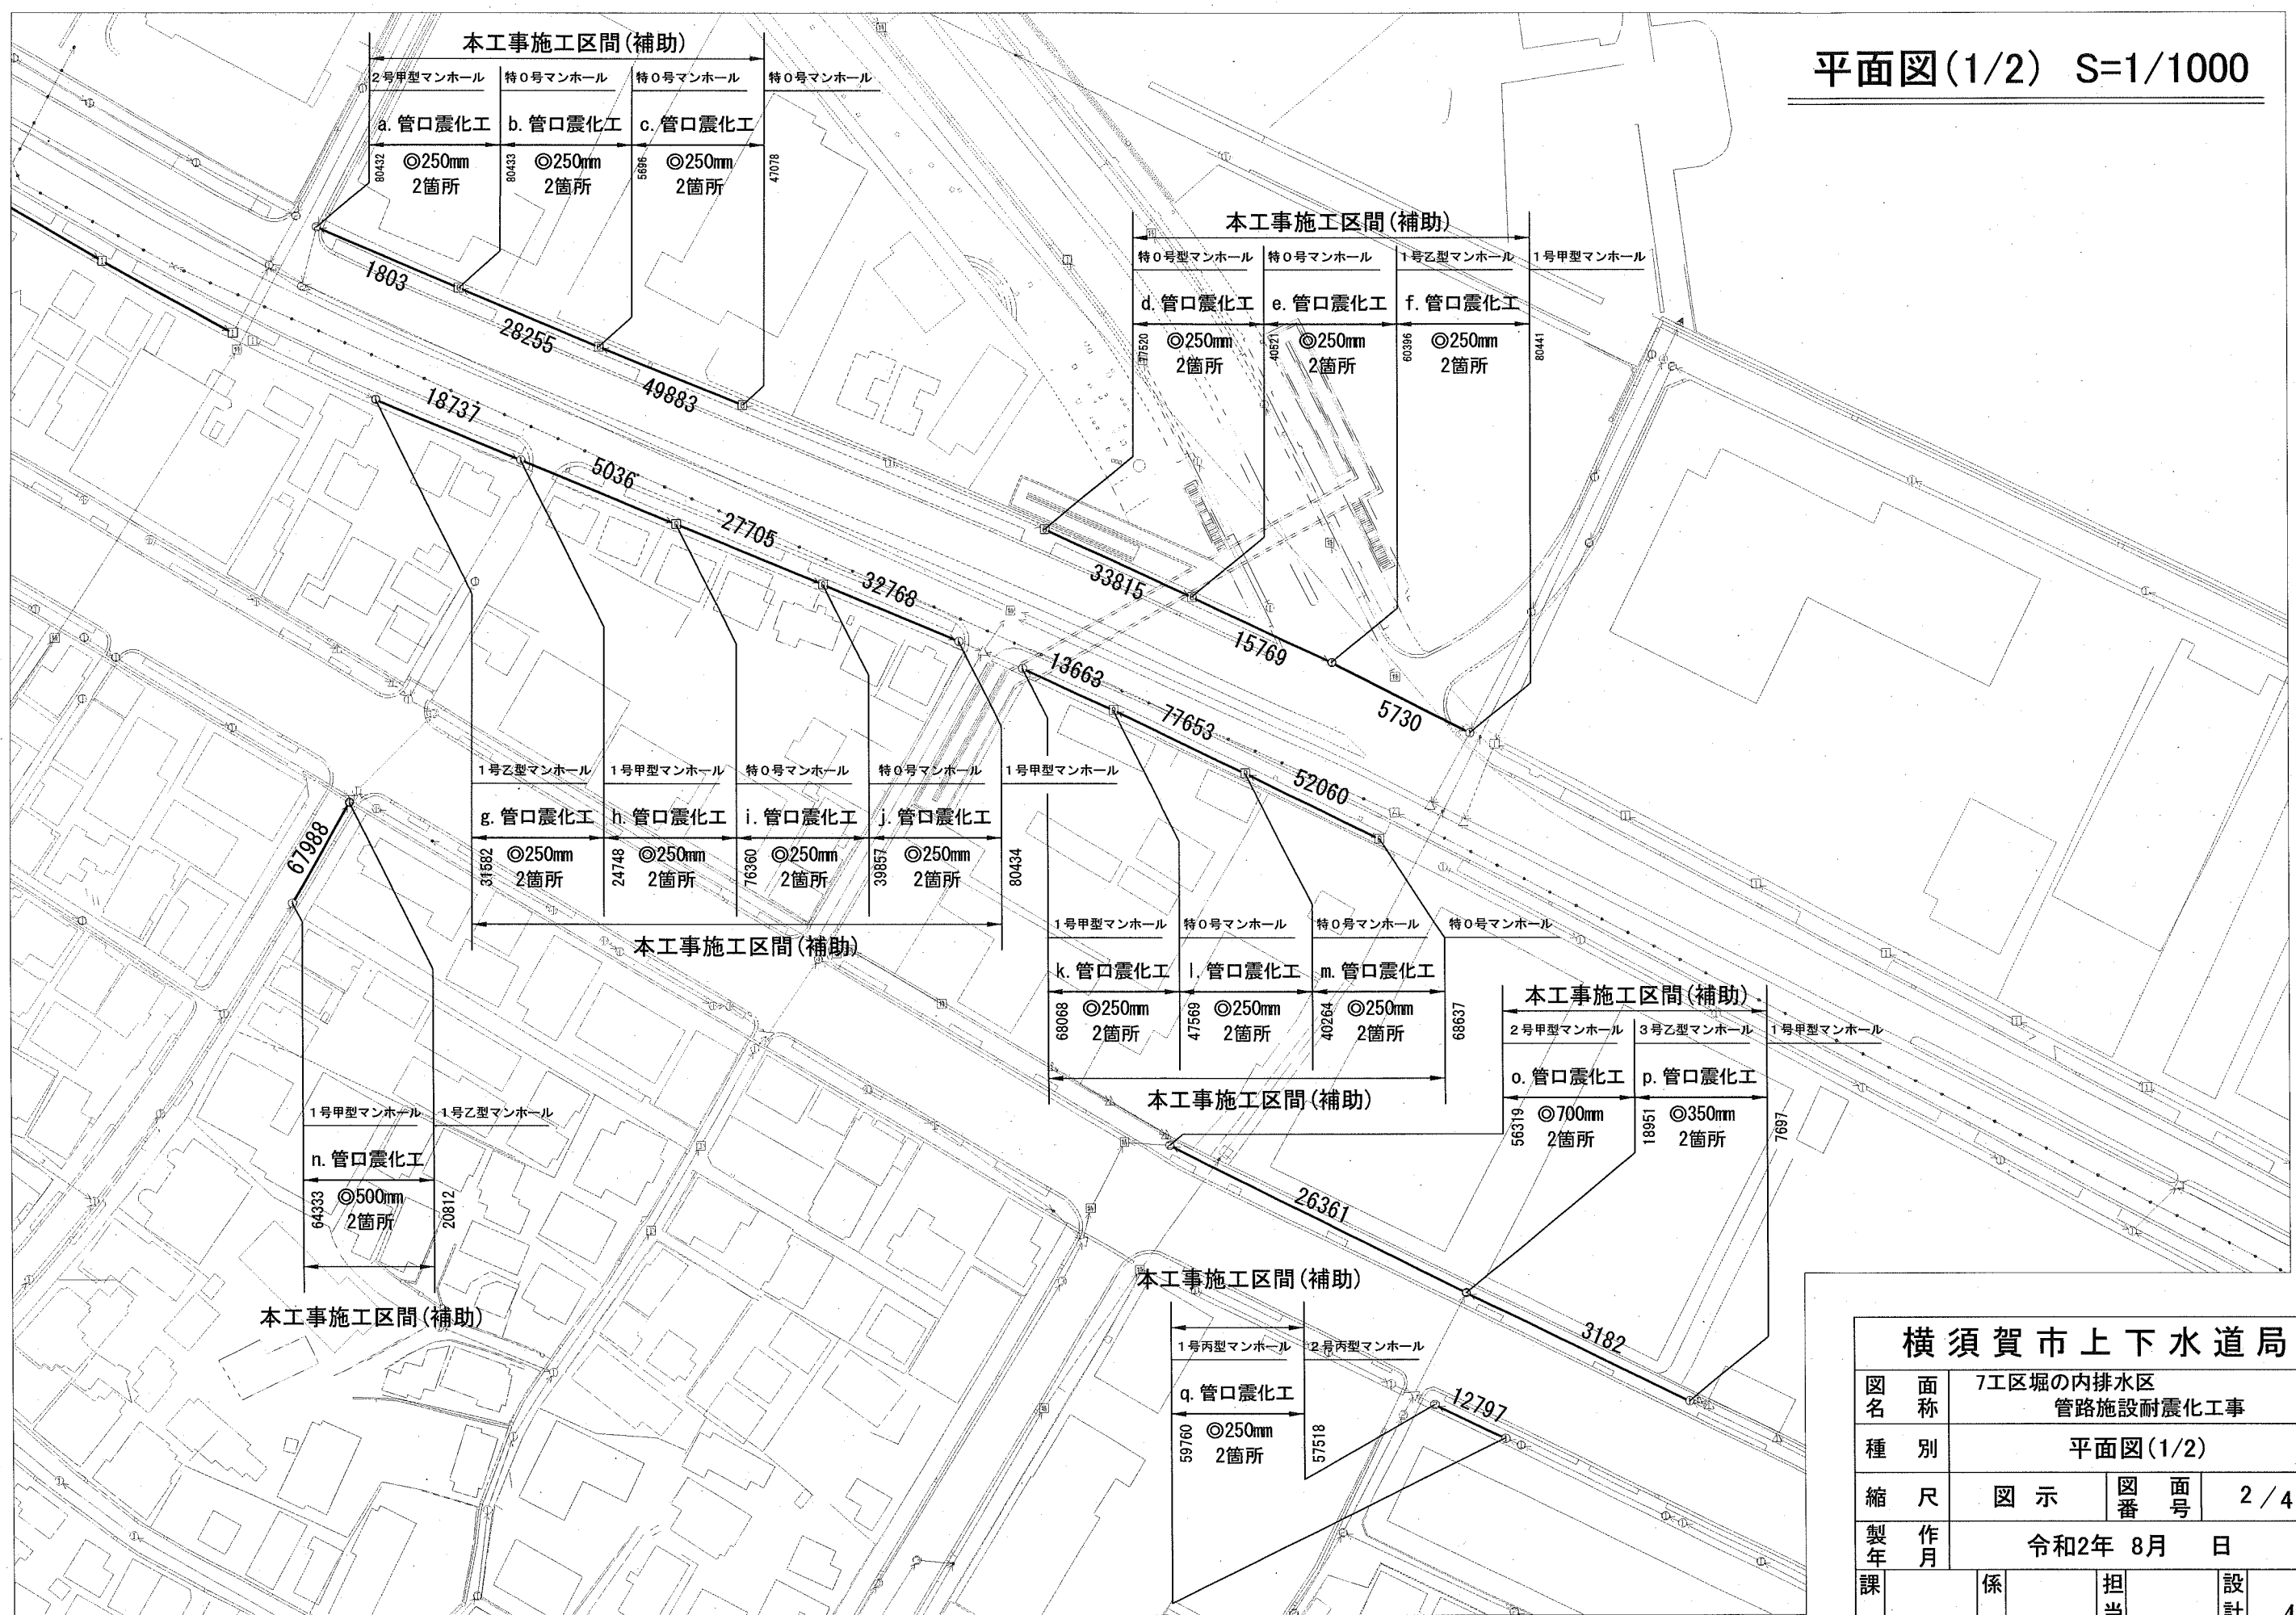 平面図(1/2) S=1/1000
本工事施工区間(補助)
2号甲型マンホール 特0号マンホール 特0号マンホール 特0号マンホール
a. 管口震化工 b. 管口震化工 c. 管口震化工
80432 ◎250mm 80433 ◎250mm 5696 ◎250mm 47078
2箇所 2箇所 2箇所
1803
28255
49883
本工事施工区間(補助)
特0号型マンホール 特0号マンホール 1号乙型マンホール 1号甲型マンホール
d. 管口震化工 e. 管口震化工 f. 管口震化工
77520 ◎250mm 40521 ◎250mm 60396 ◎250mm 80441
2箇所 2箇所 2箇所
33815
15769
5730
18737
5036
27705
32768
13663
77653
52060
67988
1号乙型マンホール 1号甲型マンホール 特0号マンホール 特0号マンホール 1号甲型マンホール
g. 管口震化工 h. 管口震化工 i. 管口震化工 j. 管口震化工
31582 ◎250mm 24748 ◎250mm 76360 ◎250mm 39857 ◎250mm 80434
2箇所 2箇所 2箇所 2箇所
本工事施工区間(補助)
1号甲型マンホール 特0号マンホール 特0号マンホール 特0号マンホール
k. 管口震化工 l. 管口震化工 m. 管口震化工
68068 ◎250mm 47569 ◎250mm 40264 ◎250mm 68637
2箇所 2箇所 2箇所
本工事施工区間(補助)
1号甲型マンホール 1号乙型マンホール
n. 管口震化工
64333 ◎500mm 20812
2箇所
本工事施工区間(補助)
本工事施工区間(補助)
2号甲型マンホール 3号乙型マンホール 1号甲型マンホール
o. 管口震化工 p. 管口震化工
56319 ◎700mm 18951 ◎350mm 7697
2箇所 2箇所
26361
3182
本工事施工区間(補助)
1号丙型マンホール 2号丙型マンホール
q. 管口震化工
59760 ◎250mm 57518
2箇所
12797
横須賀市上下水道局
図面名称 7工区堀の内排水区
管路施設耐震化工事
種別 平面図(1/2)
縮尺 図示 図面番号 2/4
製作年月 令和2年 8月 日
課 係 担当 設計